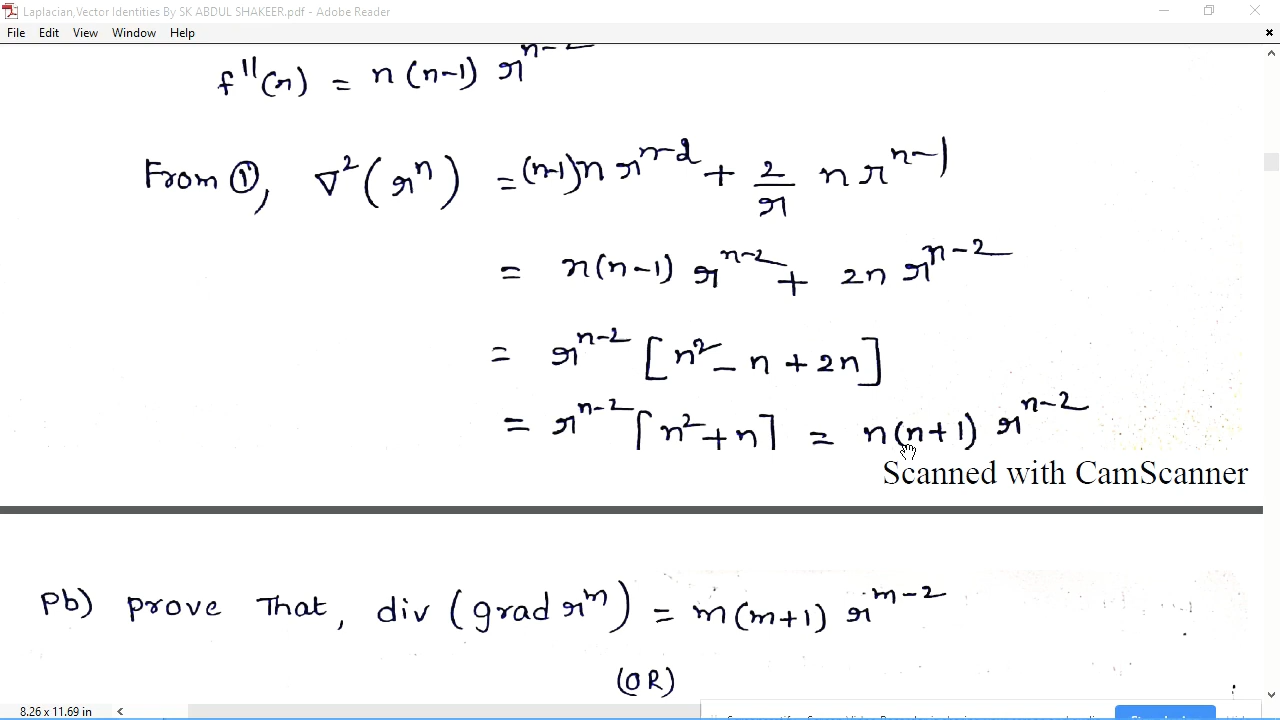 Laplacian,Vector Identities By SK ABDUL SHAKEER.pdf - Adobe Reader
File Edit View Window Help
f''(r) = n(n-1) r^{n-2}
From ①, ∇²(r^n) = (n-1)n r^{n-2} + 2/r n r^{n-1}
= n(n-1) r^{n-2} + 2n r^{n-2}
= r^{n-2} [n² - n + 2n]
= r^{n-2} [n² + n] = n(n+1) r^{n-2}
Scanned with CamScanner
Pb) prove That, div (grad r^m) = m(m+1) r^{m-2}
(OR)
8.26 x 11.69 in